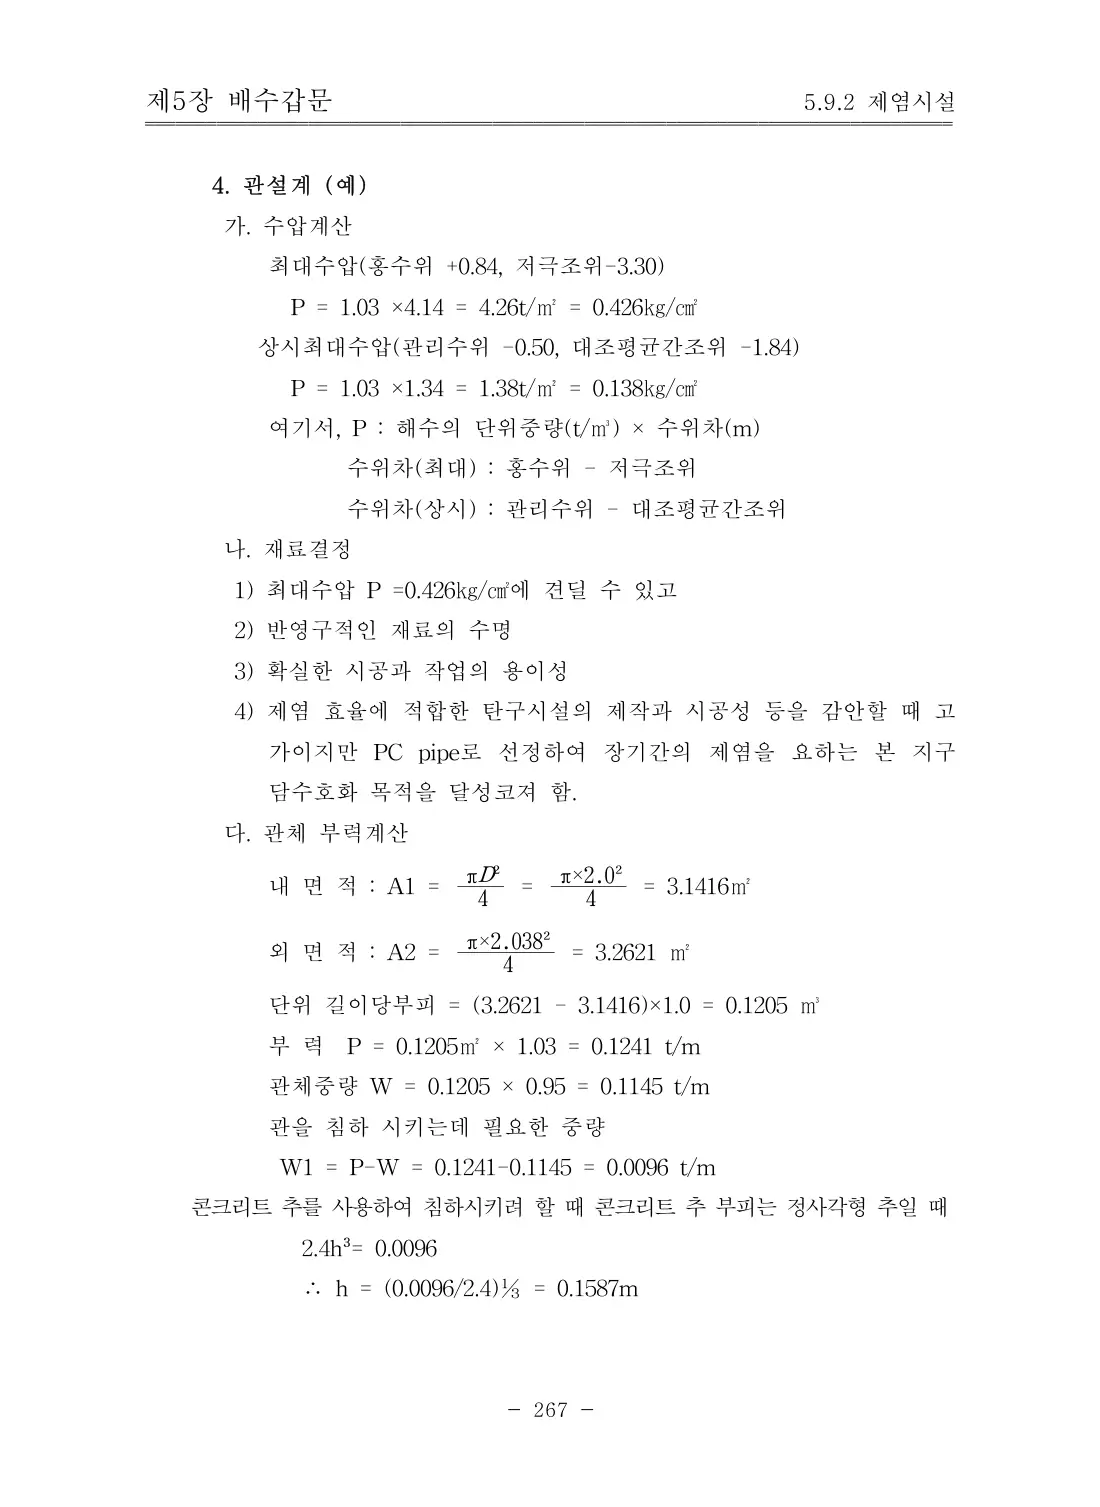 제5장 배수갑문 5.9.2 제염시설
4. 관설계 (예)
가. 수압계산
최대수압(홍수위 +0.84, 저극조위-3.30)
P = 1.03 ×4.14 = 4.26t/㎡ = 0.426kg/㎠
상시최대수압(관리수위 -0.50, 대조평균간조위 -1.84)
P = 1.03 ×1.34 = 1.38t/㎡ = 0.138kg/㎠
여기서, P : 해수의 단위중량(t/㎥) × 수위차(m)
수위차(최대) : 홍수위 - 저극조위
수위차(상시) : 관리수위 - 대조평균간조위
나. 재료결정
1) 최대수압 P =0.426kg/㎠에 견딜 수 있고
2) 반영구적인 재료의 수명
3) 확실한 시공과 작업의 용이성
4) 제염 효율에 적합한 탄구시설의 제작과 시공성 등을 감안할 때 고
가이지만 PC pipe로 선정하여 장기간의 제염을 요하는 본 지구
담수호화 목적을 달성코져 함.
다. 관체 부력계산
내 면 적 : A1 = πD²/4 = π×2.0²/4 = 3.1416㎡
외 면 적 : A2 = π×2.038²/4 = 3.2621 ㎡
단위 길이당부피 = (3.2621 - 3.1416)×1.0 = 0.1205 ㎥
부 력 P = 0.1205㎡ × 1.03 = 0.1241 t/m
관체중량 W = 0.1205 × 0.95 = 0.1145 t/m
관을 침하 시키는데 필요한 중량
W1 = P-W = 0.1241-0.1145 = 0.0096 t/m
콘크리트 추를 사용하여 침하시키려 할 때 콘크리트 추 부피는 정사각형 추일 때
2.4h³= 0.0096
∴ h = (0.0096/2.4)⅓ = 0.1587m
- 267 -